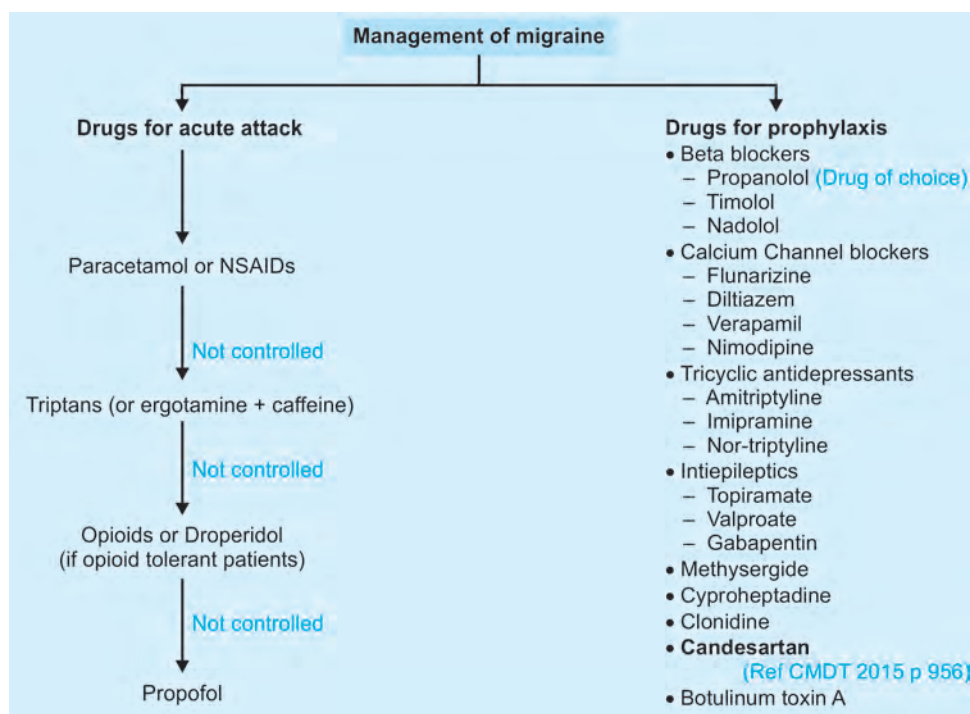 Management of migraine
Drugs for acute attack
Paracetamol or NSAIDs
Not controlled
Triptans (or ergotamine + caffeine)
Not controlled
Opioids or Droperidol
(if opioid tolerant patients)
Not controlled
Propofol
Drugs for prophylaxis
• Beta blockers
– Propanolol (Drug of choice)
– Timolol
– Nadolol
• Calcium Channel blockers
– Flunarizine
– Diltiazem
– Verapamil
– Nimodipine
• Tricyclic antidepressants
– Amitriptyline
– Imipramine
– Nor-triptyline
• Intiepileptics
– Topiramate
– Valproate
– Gabapentin
• Methysergide
• Cyproheptadine
• Clonidine
• Candesartan
(Ref CMDT 2015 p 956)
• Botulinum toxin A